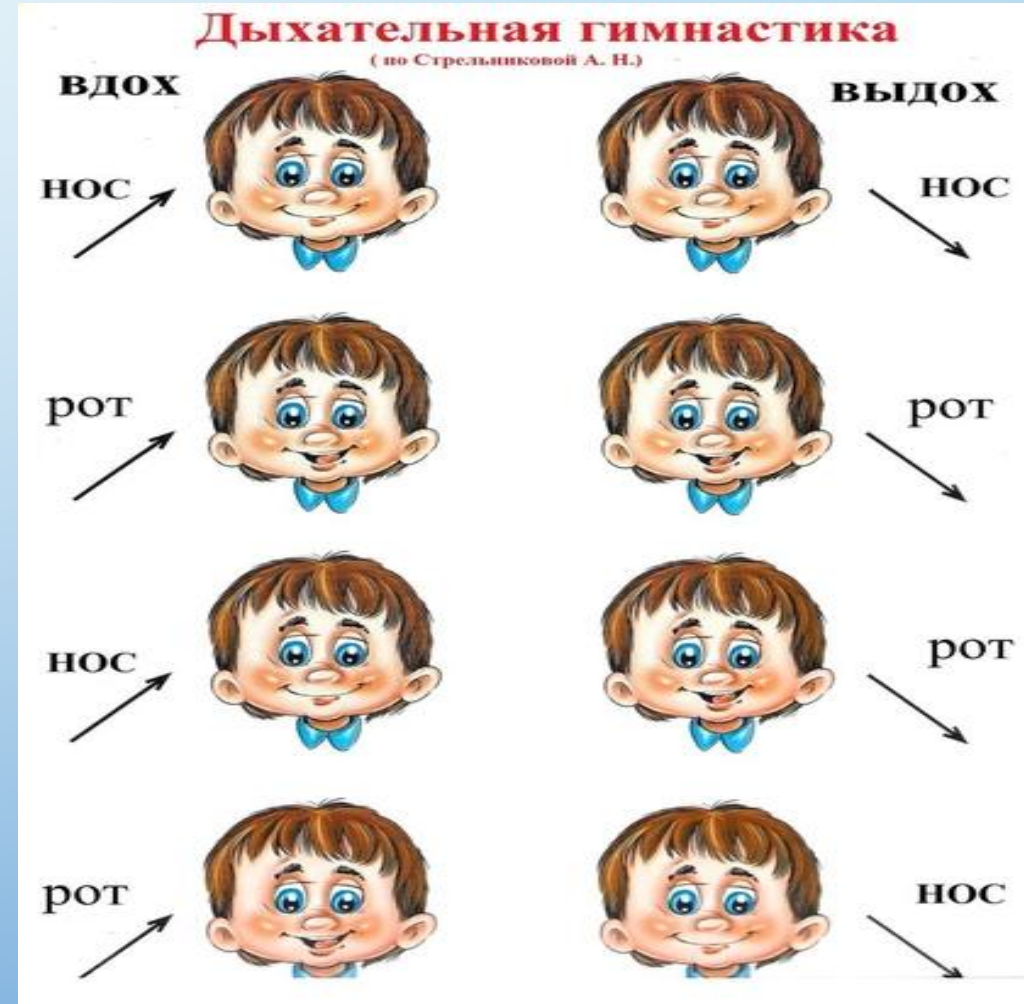 Дыхательная гимнастика
( по Стрельниковой А. Н.)
вдох
выдох
нос
нос
рот
рот
нос
рот
рот
нос